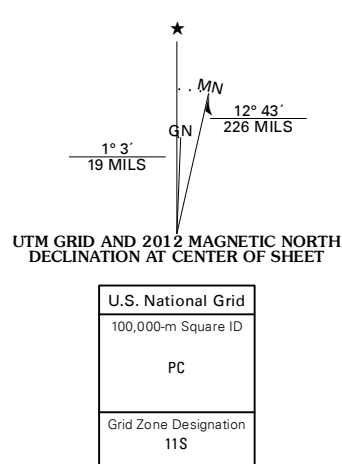 ★
MN
12° 43´
226 MILS
GN
1° 3´
19 MILS
UTM GRID AND 2012 MAGNETIC NORTH
DECLINATION AT CENTER OF SHEET
U.S. National Grid
100,000-m Square ID
PC
Grid Zone Designation
11S